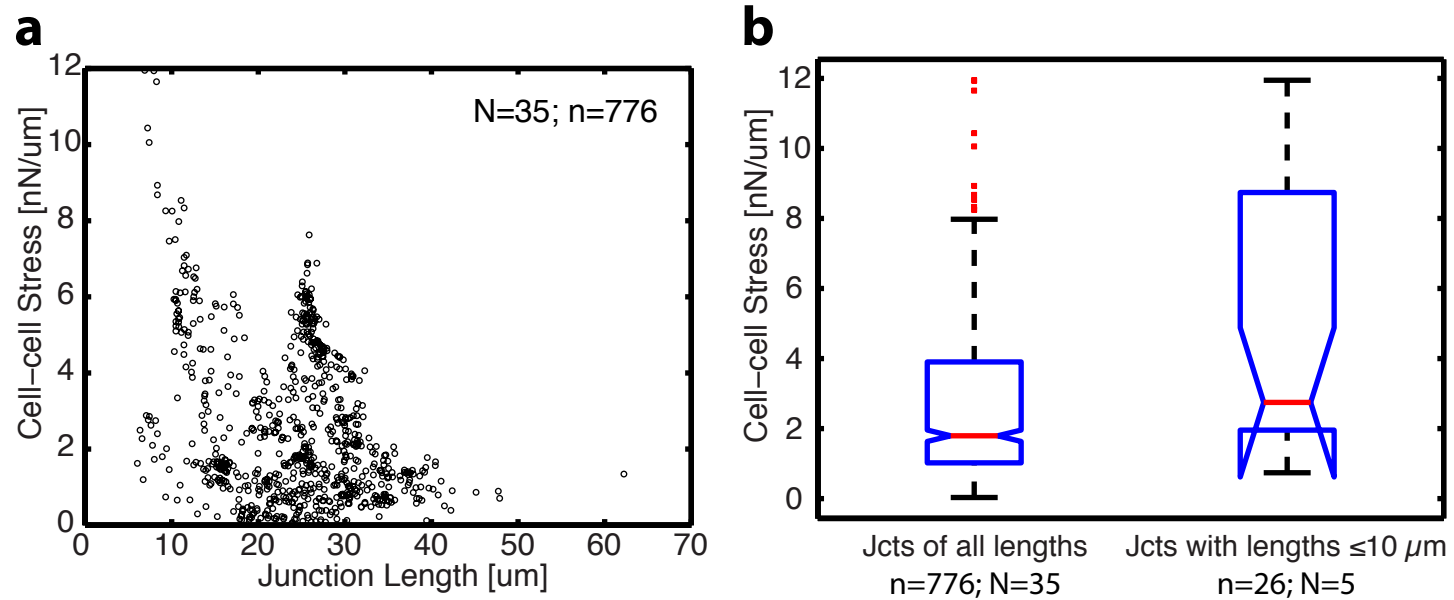 a
N=35; n=776
12
10
8
6
4
2
0
0 10 20 30 40 50 60 70
Cell-cell Stress [nN/um]
Junction Length [um]
b
12
10
8
6
4
2
0
Cell-cell Stress [nN/um]
Jcts of all lengths
n=776; N=35
Jcts with lengths ≤10 µm
n=26; N=5